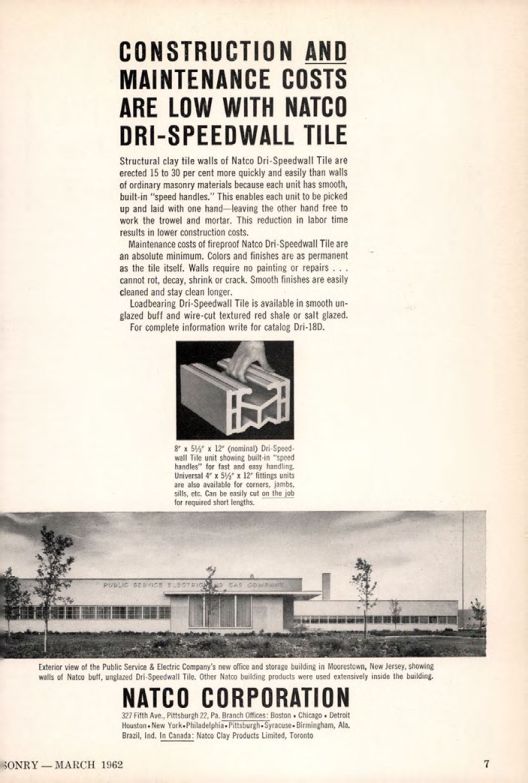 CONSTRUCTION AND
MAINTENANCE COSTS
ARE LOW WITH NATCO
DRI-SPEEDWALL TILE
Structural clay tile walls of Natco Dri-Speedwall Tile are
erected 15 to 30 per cent more quickly and easily than walls
of ordinary masonry materials because each unit has smooth,
built-in "speed handles." This enables each unit to be picked
up and laid with one hand—leaving the other hand free to
work the trowel and mortar. This reduction in labor time
results in lower construction costs.
Maintenance costs of fireproof Natco Dri-Speedwall Tile are
an absolute minimum. Colors and finishes are as permanent
as the tile itself. Walls require no painting or repairs . . .
cannot rot, decay, shrink or crack. Smooth finishes are easily
cleaned and stay clean longer.
Loadbearing Dri-Speedwall Tile is available in smooth un-
glazed buff and wire-cut textured red shale or salt glazed.
For complete information write for catalog Dri-18D.
8" x 5½" x 12" (nominal) Dri-Speed-
wall Tile unit showing built-in "speed
handles" for fast and easy handling.
Universal 4" x 5½" x 12" fittings units
are also available for corners, jambs,
sills, etc. Can be easily cut on the job
for required short lengths.
PUBLIC SERVICE ELECTRIC AND GAS COMPANY
Exterior view of the Public Service & Electric Company's new office and storage building in Moorestown, New Jersey, showing
walls of Natco buff, unglazed Dri-Speedwall Tile. Other Natco building products were used extensively inside the building.
NATCO CORPORATION
327 Fifth Ave., Pittsburgh 22, Pa. Branch Offices: Boston • Chicago • Detroit
Houston • New York • Philadelphia • Pittsburgh • Syracuse • Birmingham, Ala.
Brazil, Ind. In Canada: Natco Clay Products Limited, Toronto
SONRY — MARCH 1962
7